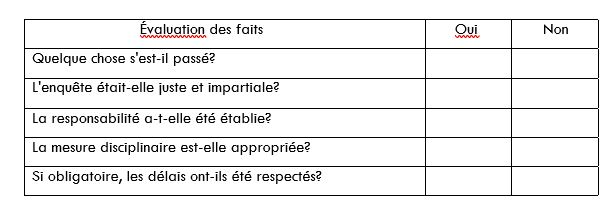 Évaluation des faits Oui Non
Quelque chose s'est-il passé?
L'enquête était-elle juste et impartiale?
La responsabilité a-t-elle été établie?
La mesure disciplinaire est-elle appropriée?
Si obligatoire, les délais ont-ils été respectés?